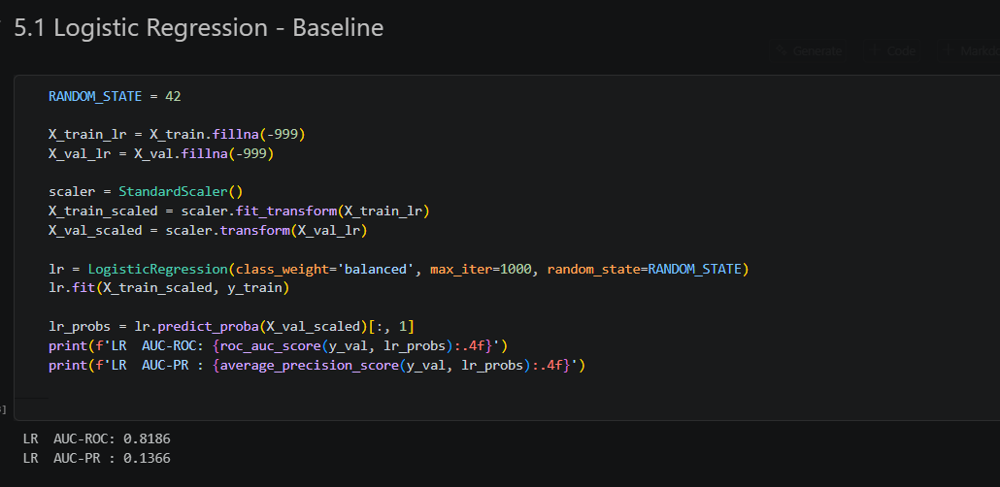 5.1 Logistic Regression - Baseline
Generate + Code + Markdo
RANDOM_STATE = 42
X_train_lr = X_train.fillna(-999)
X_val_lr = X_val.fillna(-999)
scaler = StandardScaler()
X_train_scaled = scaler.fit_transform(X_train_lr)
X_val_scaled = scaler.transform(X_val_lr)
lr = LogisticRegression(class_weight='balanced', max_iter=1000, random_state=RANDOM_STATE)
lr.fit(X_train_scaled, y_train)
lr_probs = lr.predict_proba(X_val_scaled)[:, 1]
print(f'LR  AUC-ROC: {roc_auc_score(y_val, lr_probs):.4f}')
print(f'LR  AUC-PR : {average_precision_score(y_val, lr_probs):.4f}')
]
LR  AUC-ROC: 0.8186
LR  AUC-PR : 0.1366